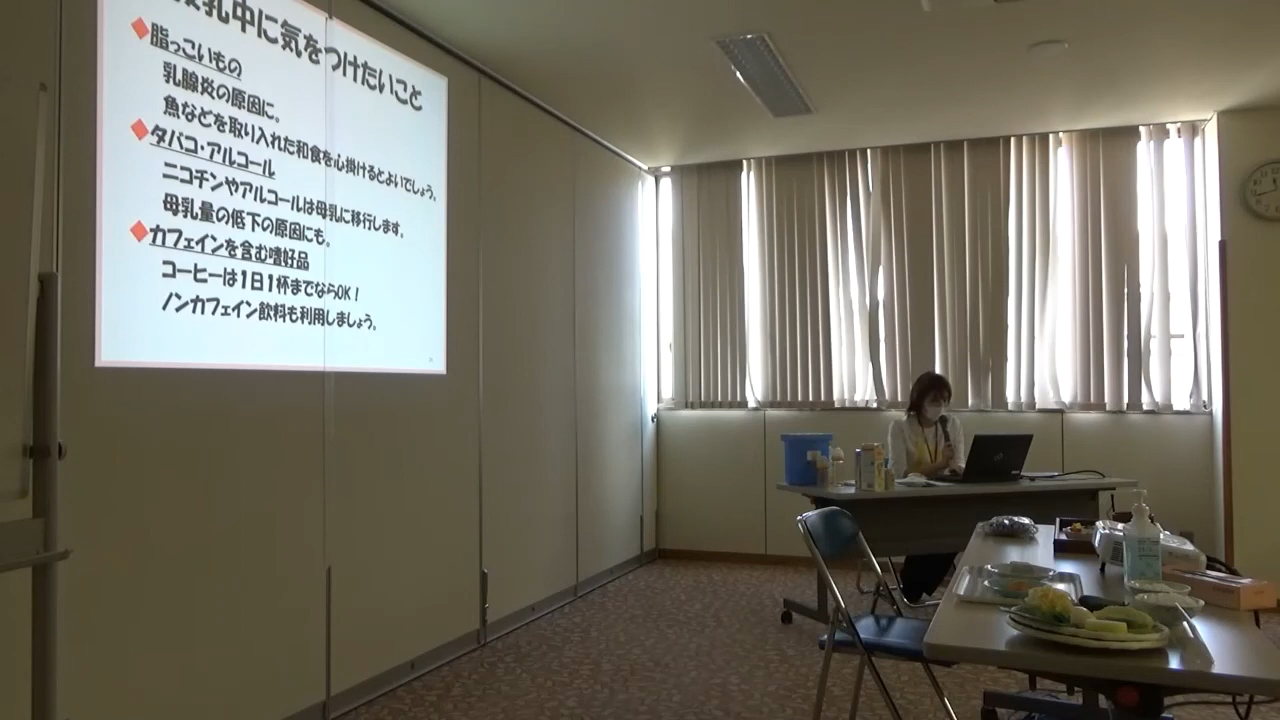 授乳中に気をつけたいこと
脂っこいもの
乳腺炎の原因に。
魚などを取り入れた和食を心掛けるとよいでしょう。
タバコ・アルコール
ニコチンやアルコールは母乳に移行します。
母乳量の低下の原因にも。
カフェインを含む嗜好品
コーヒーは1日1杯までならOK!
ノンカフェイン飲料も利用しましょう。